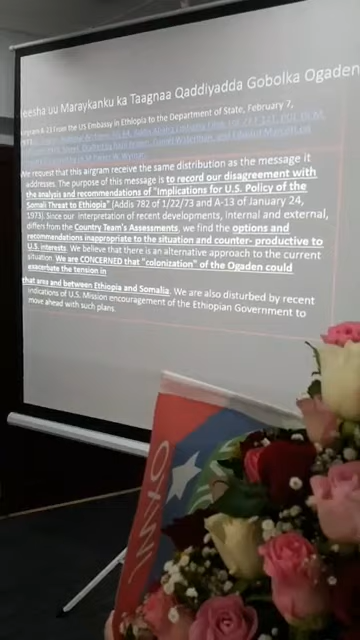 eesha uu Maraykanku ka Taagnaa Qaddiyadda Gobolka Ogaden
Airgram A-23 From the US Embassy in Ethiopia to the Department of State, February 7,
We request that this airgram receive the same distribution as the message it
addresses. The purpose of this message is to record our disagreement with
the analysis and recommendations of "Implications for U.S. Policy of the
Somali Threat to Ethiopia" (Addis 782 of 1/22/73 and A-13 of January 24,
1973). Since our interpretation of recent developments, internal and external,
differs from the Country Team's Assessments, we find the options and
recommendations inappropriate to the situation and counter- productive to
U.S. interests. We believe that there is an alternative approach to the current
situation. We are CONCERNED that "colonization" of the Ogaden could
exacerbate the tension in
that area and between Ethiopia and Somalia. We are also disturbed by recent
indications of U.S. Mission encouragement of the Ethiopian Government to
move ahead with such plans.